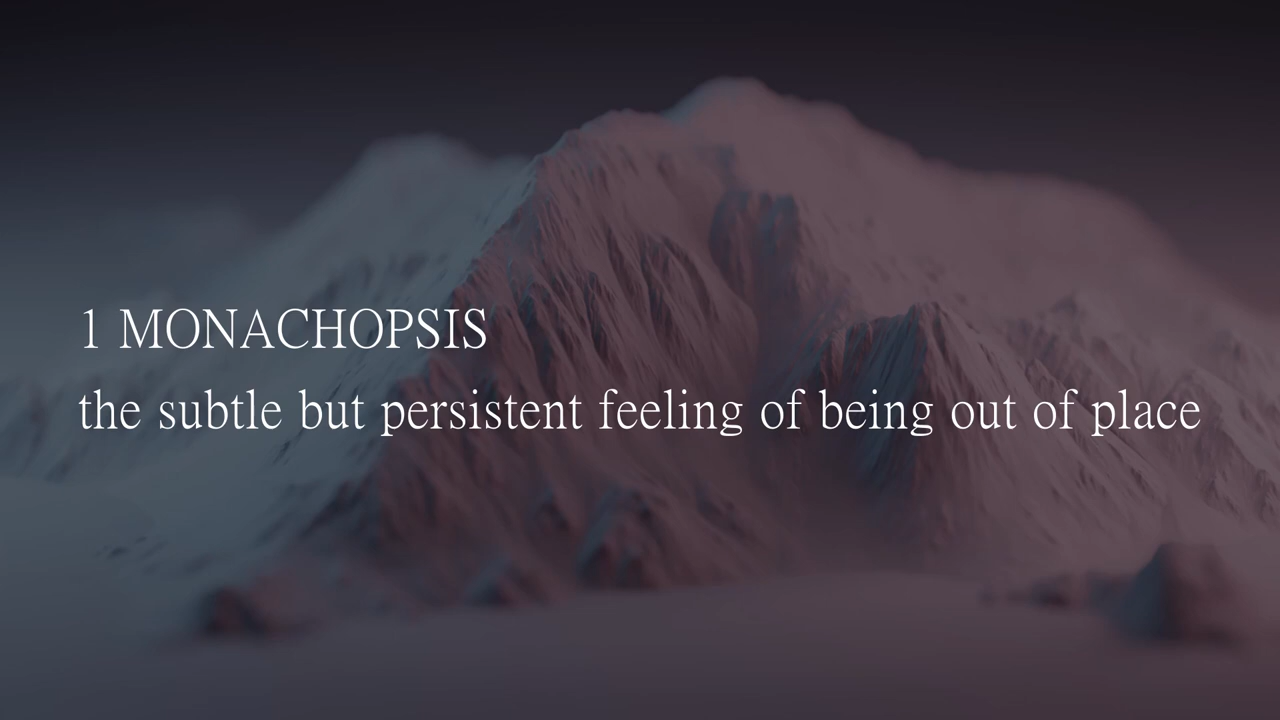 1 MONACHOPSIS
the subtle but persistent feeling of being out of place